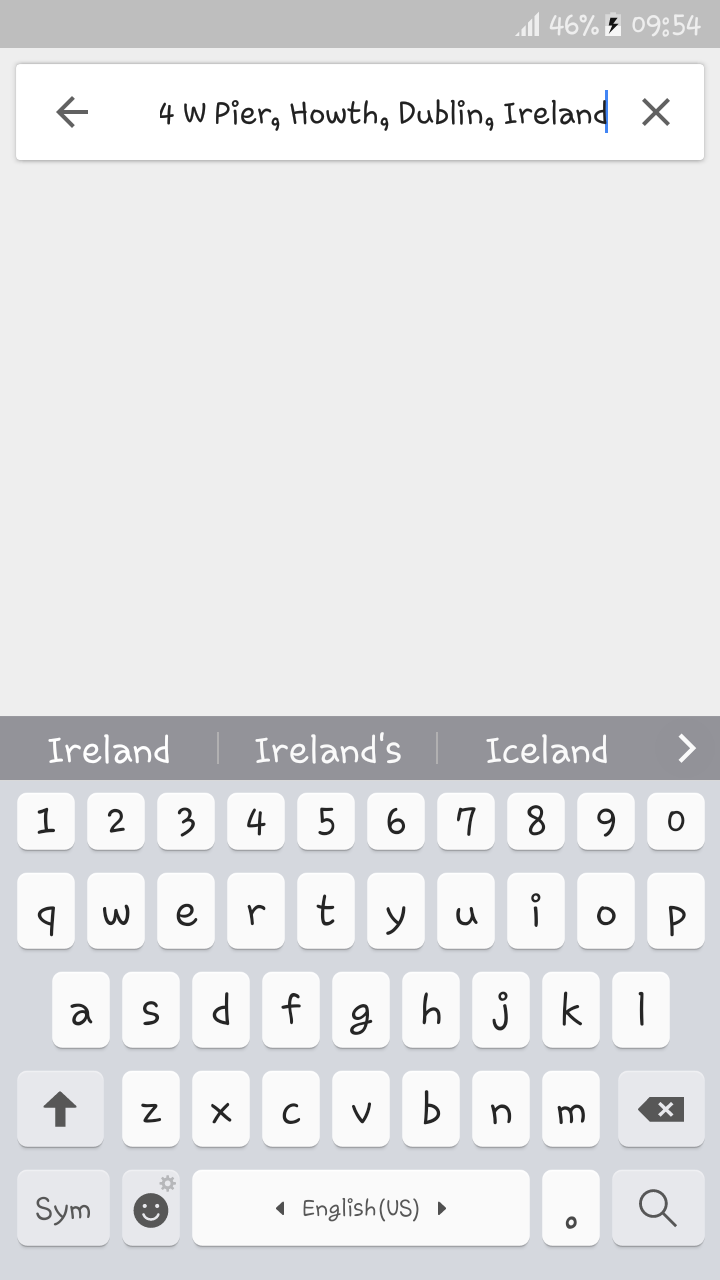 46% 09:54
4 W Pier, Howth, Dublin, Ireland
Ireland Ireland's Iceland
1 2 3 4 5 6 7 8 9 0
q w e r t y u i o p
a s d f g h j k l
z x c v b n m
Sym English(US) .